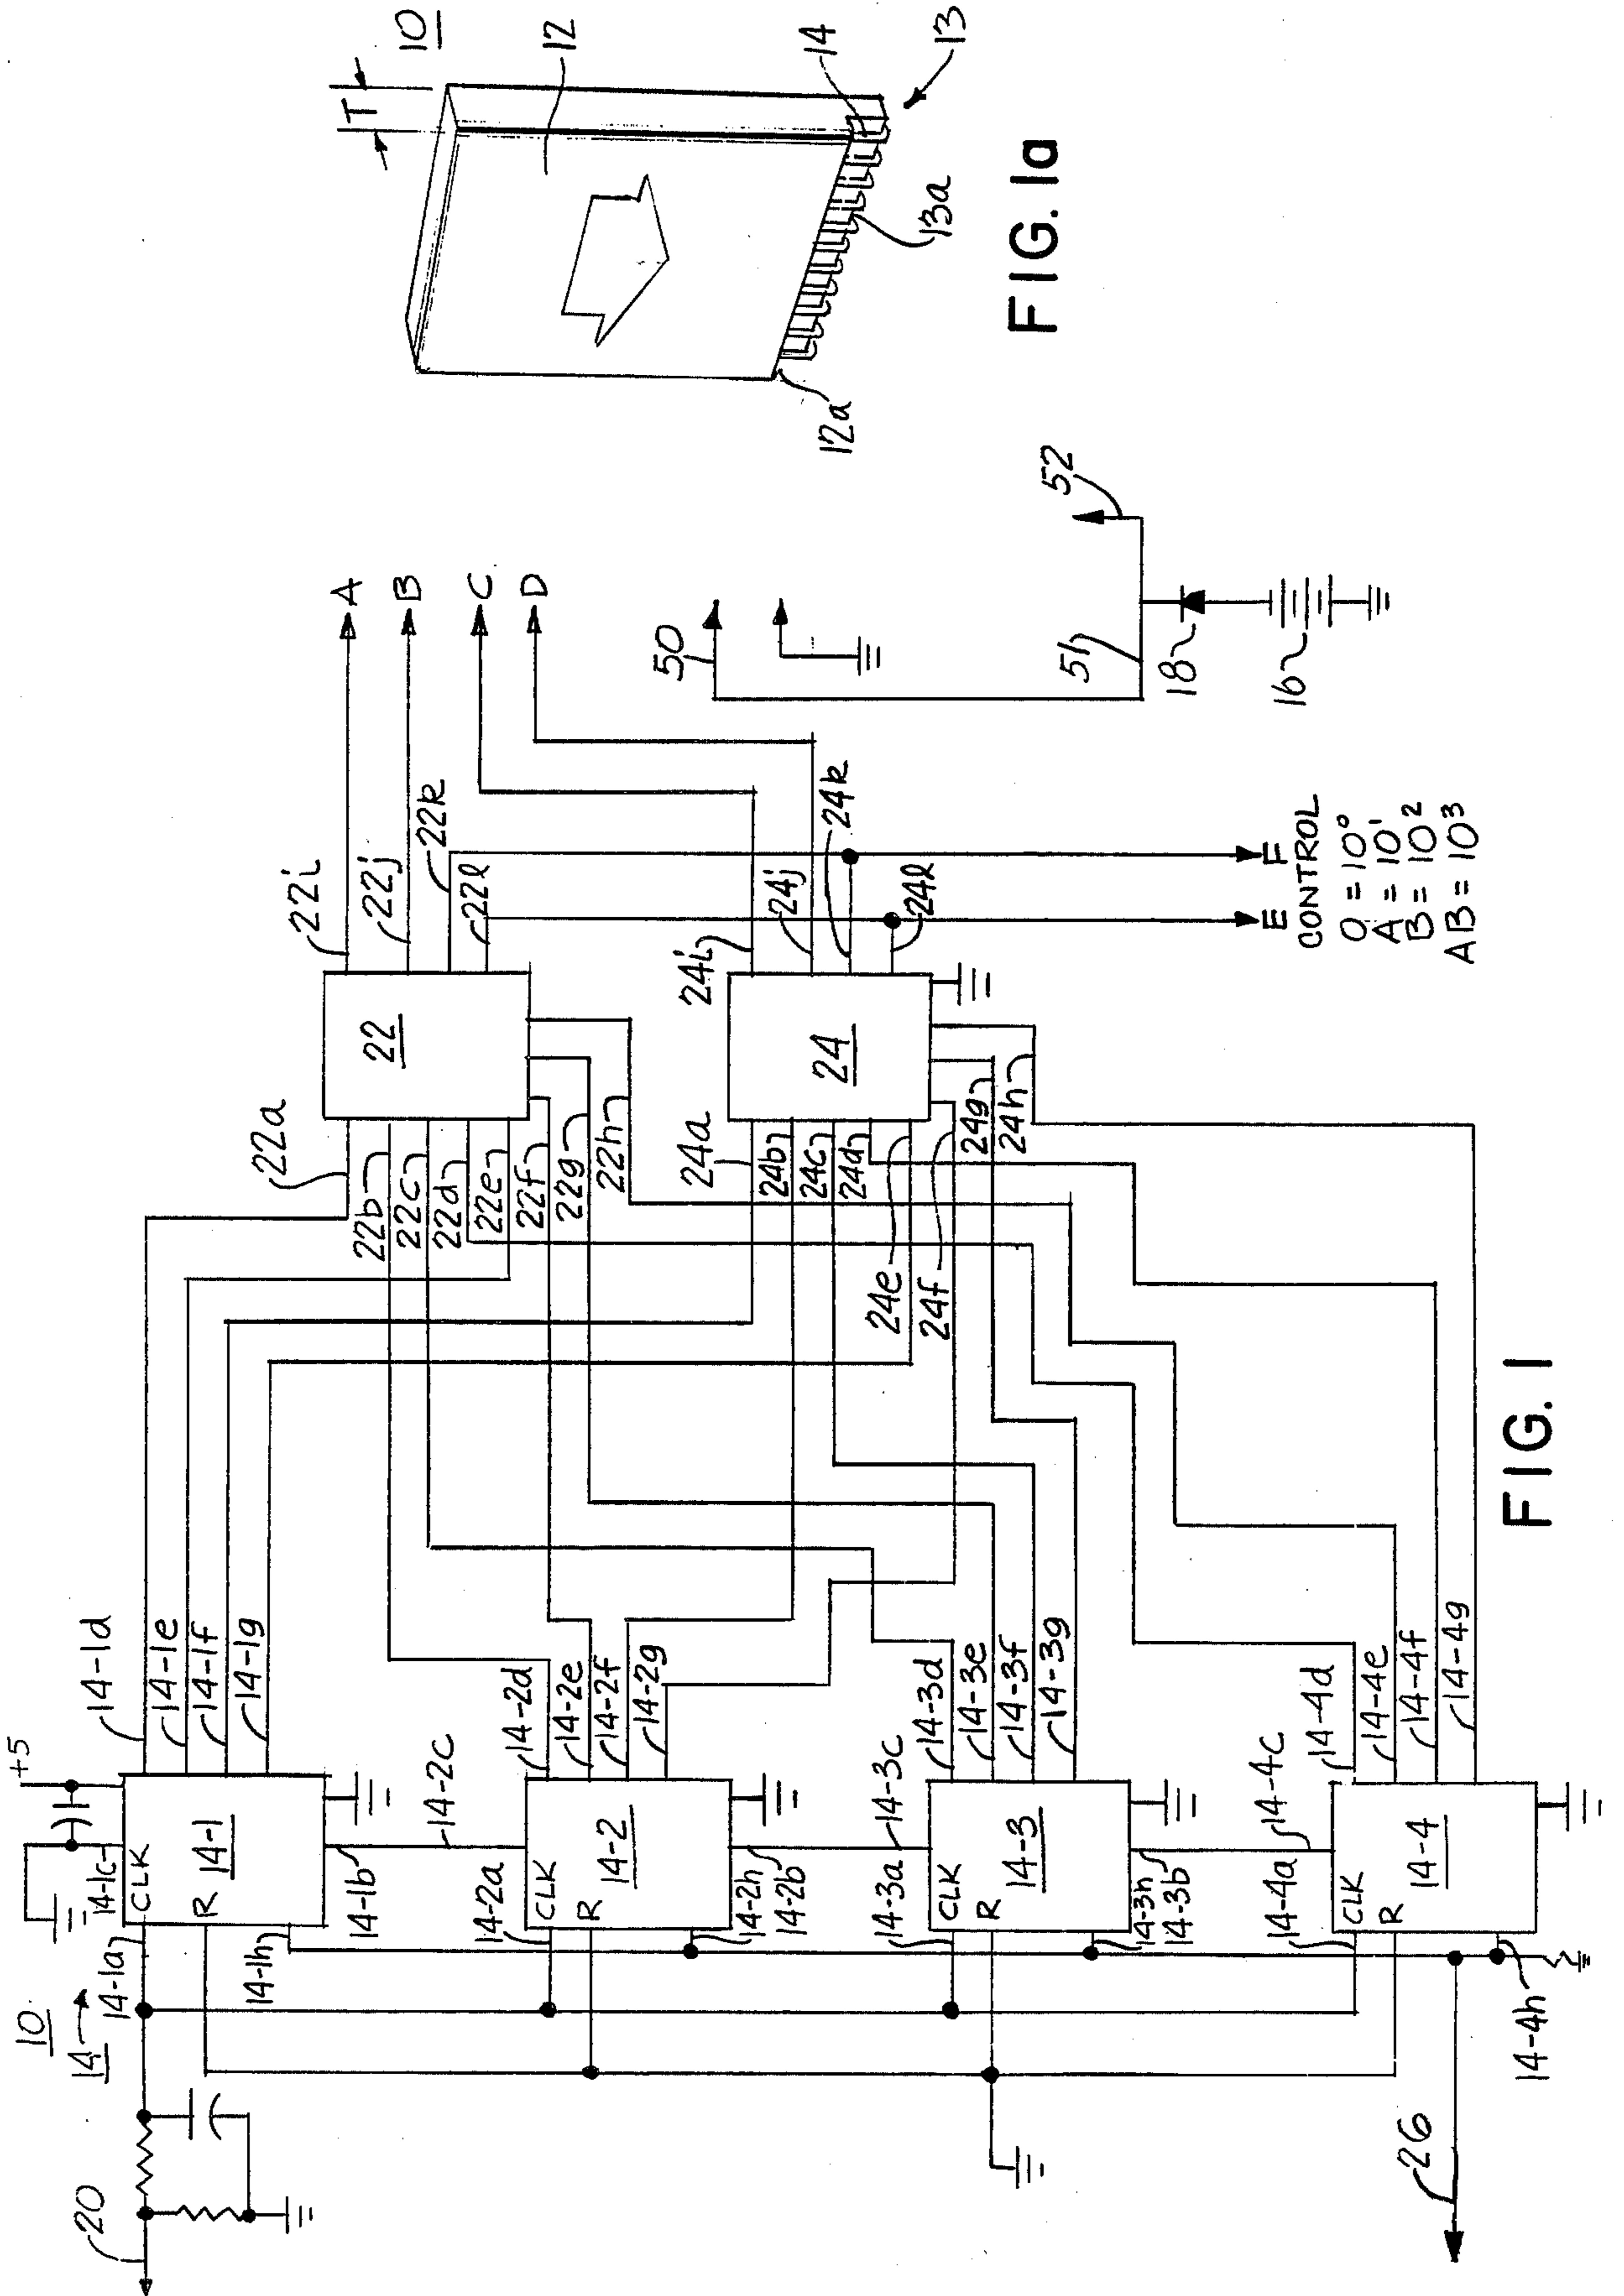 10
14
20
14-1a
14-1c
+5
CLK
R
14-1
14-1h
14-1b
14-2c
14-1d
14-1e
14-1f
14-1g
14-2a
CLK
R
14-2
14-2h
14-2b
14-2d
14-2e
14-2f
14-2g
14-3a
14-3c
CLK
R
14-3
14-3h
14-3b
14-3d
14-3e
14-3f
14-3g
14-4a
14-4c
CLK
R
14-4
14-4h
14-4d
14-4e
14-4f
14-4g
26
22a
22b
22c
22d
22e
22f
22g
22h
22
22i
22j
22k
22l
24a
24b
24c
24d
24e
24f
24g
24h
24
24i
24j
24k
24l
A
B
C
D
E F
CONTROL
0 = 10⁰
A = 10¹
B = 10²
AB = 10³
50
51
52
18
16
FIG. 1
10
T
12
12a
13a
14
13
FIG. 1a